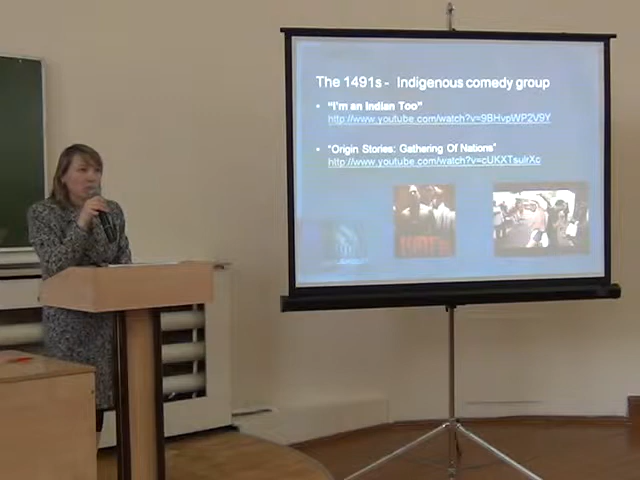 The 1491s - Indigenous comedy group
• "I'm an Indian Too"
http://www.youtube.com/watch?v=9BHvpWP2V9Y
• "Origin Stories: Gathering Of Nations"
http://www.youtube.com/watch?v=cUKXTsuIrXc